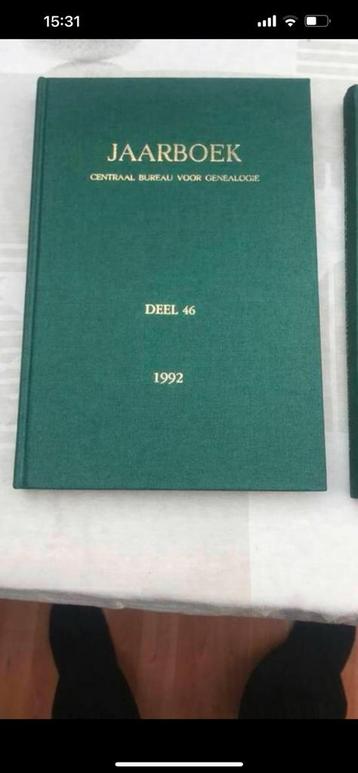 15:31
JAARBOEK
CENTRAAL BUREAU VOOR GENEALOGIE
DEEL 46
1992